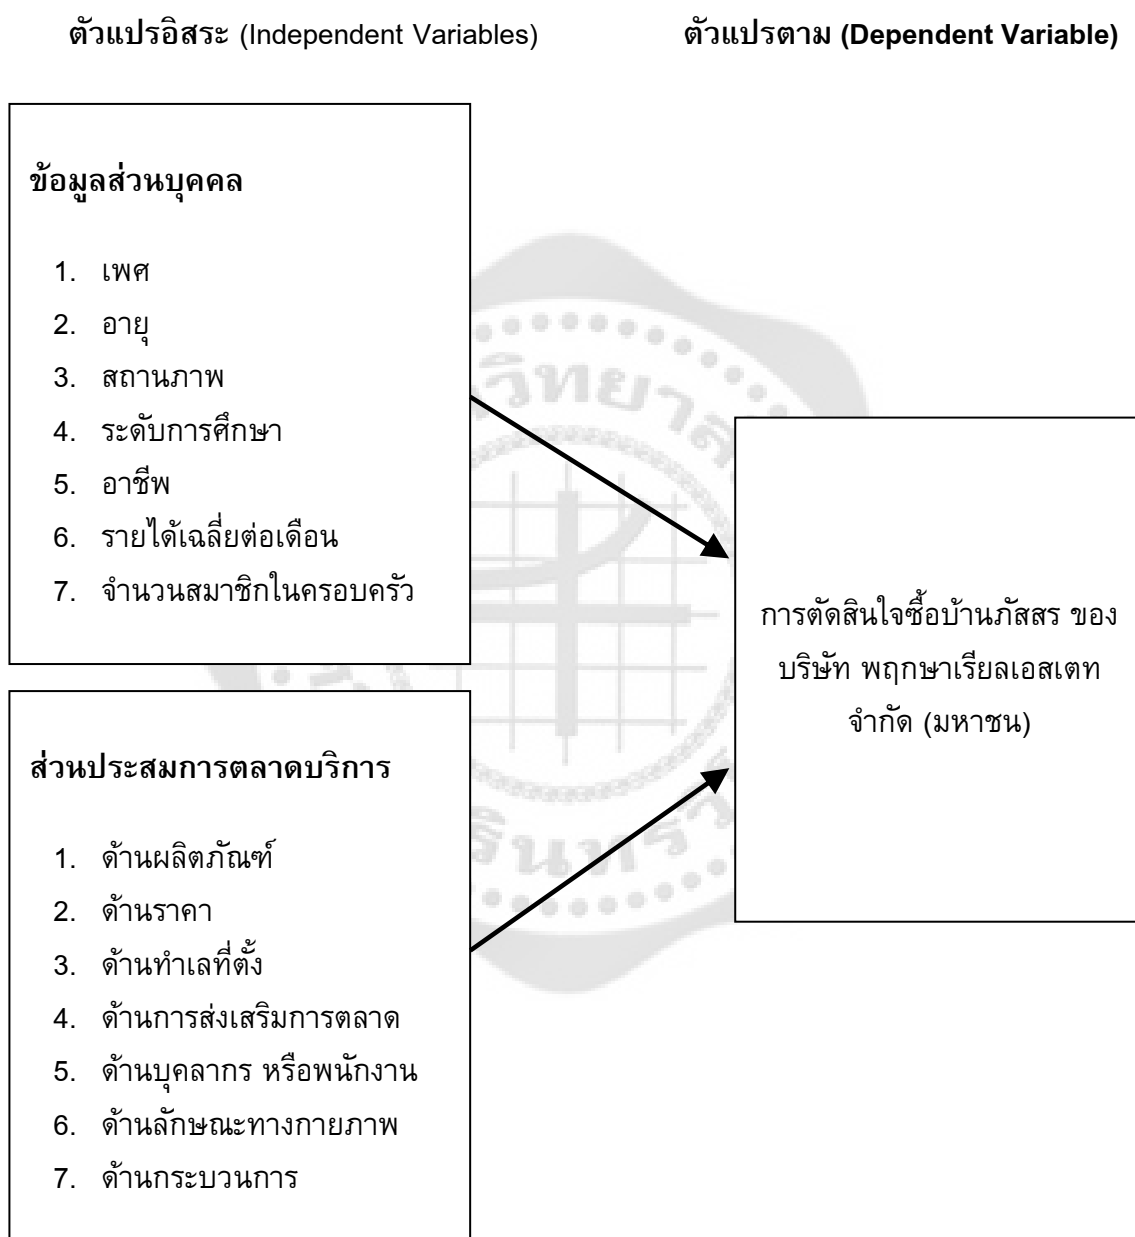 ตัวแปรอิสระ (Independent Variables)
ตัวแปรตาม (Dependent Variable)
ข้อมูลส่วนบุคคล
1. เพศ
2. อายุ
3. สถานภาพ
4. ระดับการศึกษา
5. อาชีพ
6. รายได้เฉลี่ยต่อเดือน
7. จำนวนสมาชิกในครอบครัว
ส่วนประสมการตลาดบริการ
1. ด้านผลิตภัณฑ์
2. ด้านราคา
3. ด้านทำเลที่ตั้ง
4. ด้านการส่งเสริมการตลาด
5. ด้านบุคลากร หรือพนักงาน
6. ด้านลักษณะทางกายภาพ
7. ด้านกระบวนการ
การตัดสินใจซื้อบ้านภัสสร ของ
บริษัท พฤกษาเรียลเอสเตท
จำกัด (มหาชน)